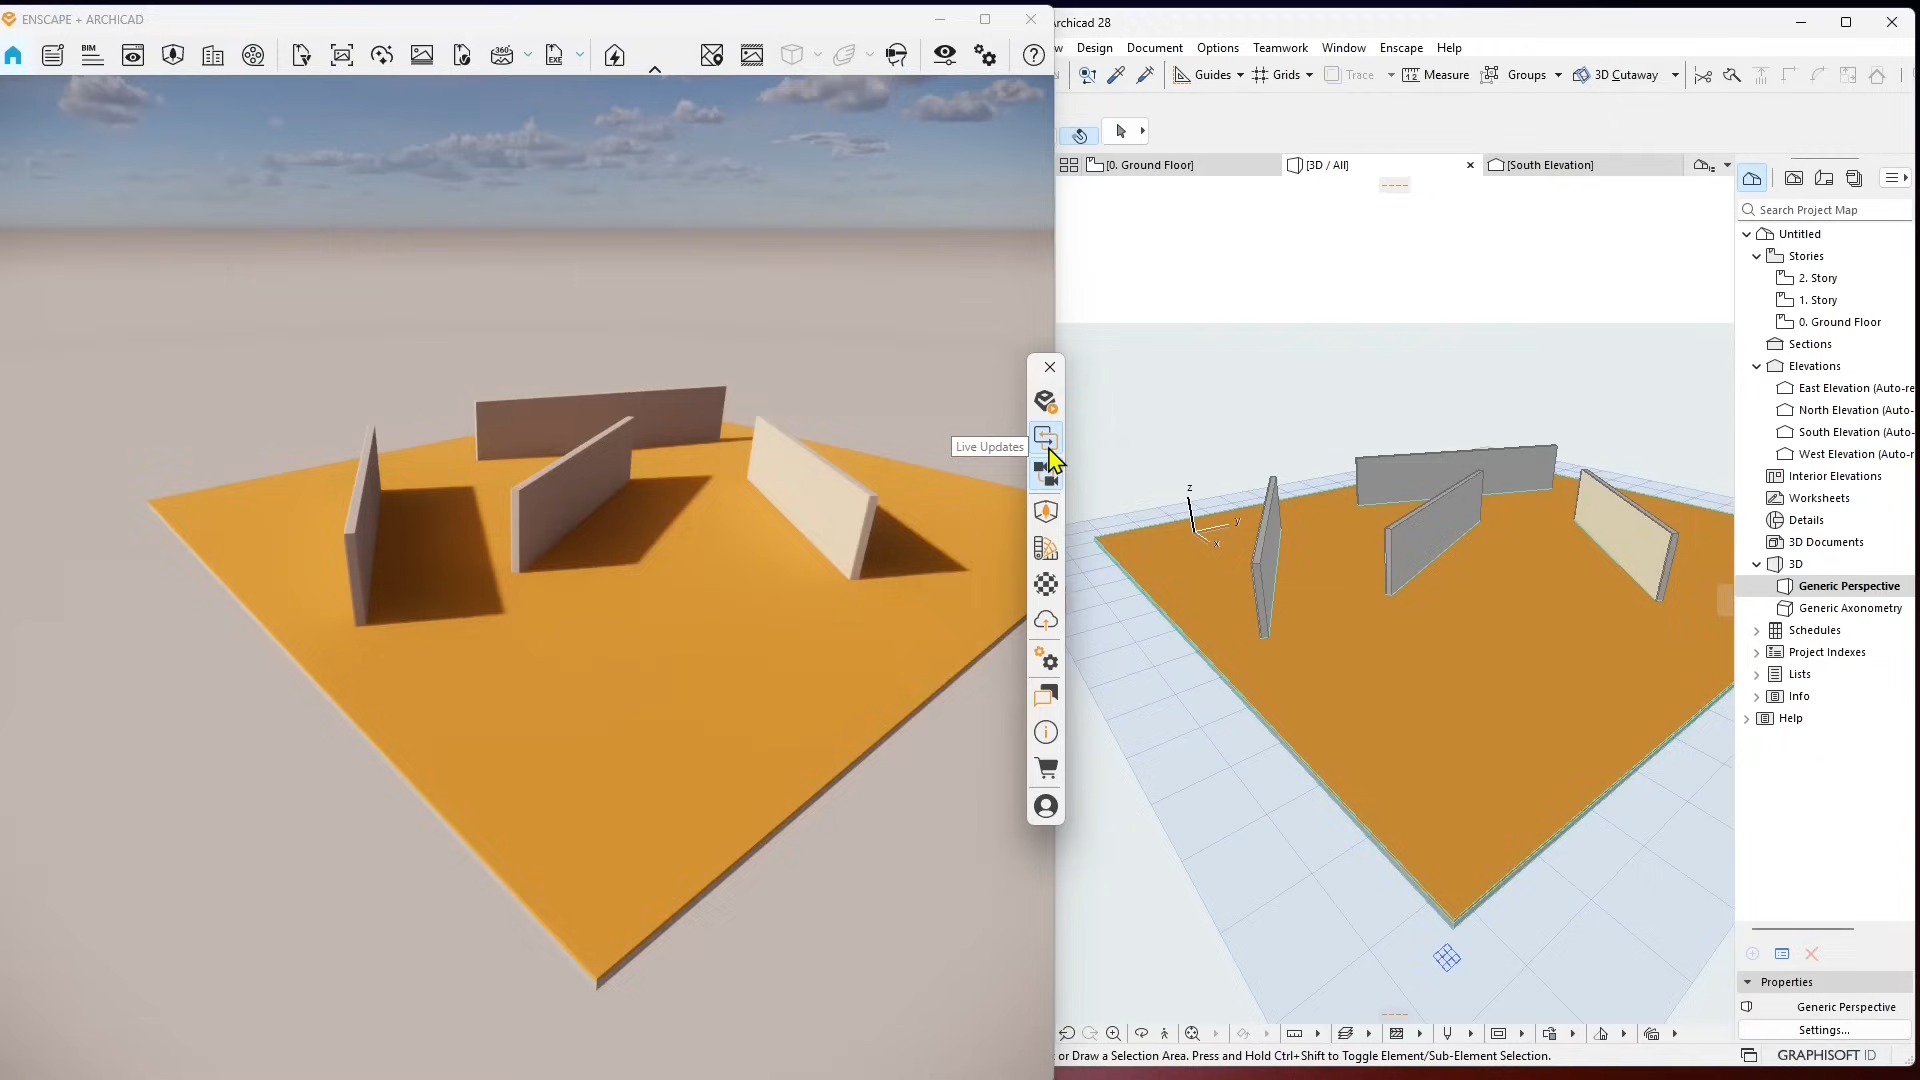 ENSCAPE + ARCHICAD
BIM
360°
EXE
Archicad 28
Design
Document
Options
Teamwork
Window
Enscape
Help
Guides
Grids
Trace
Measure
Groups
3D Cutaway
[0. Ground Floor]
[3D / All]
[South Elevation]
Search Project Map
Untitled
Stories
2. Story
1. Story
0. Ground Floor
Sections
Elevations
East Elevation (Auto-re
North Elevation (Auto-
South Elevation (Auto-
West Elevation (Auto-r
Interior Elevations
Worksheets
Details
3D Documents
3D
Generic Perspective
Generic Axonometry
Schedules
Project Indexes
Lists
Info
Help
Live Updates
z
y
x
Properties
Generic Perspective
Settings...
or Draw a Selection Area. Press and Hold Ctrl+Shift to Toggle Element/Sub-Element Selection.
GRAPHISOFT ID